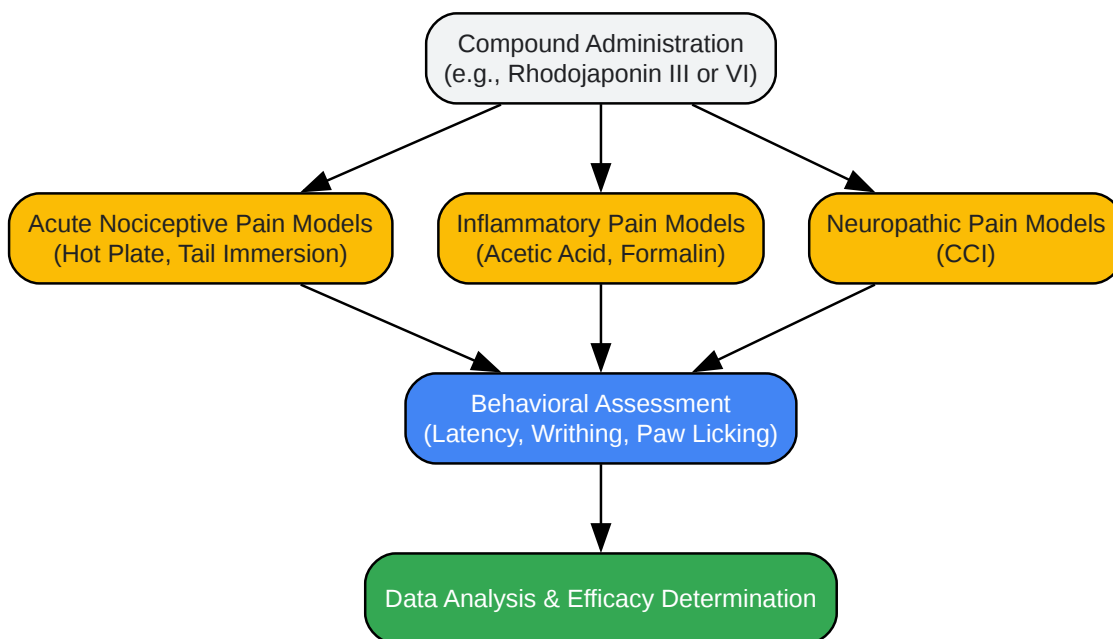 Compound Administration
(e.g., Rhodojaponin III or VI)
Acute Nociceptive Pain Models
(Hot Plate, Tail Immersion)
Inflammatory Pain Models
(Acetic Acid, Formalin)
Neuropathic Pain Models
(CCI)
Behavioral Assessment
(Latency, Writhing, Paw Licking)
Data Analysis & Efficacy Determination